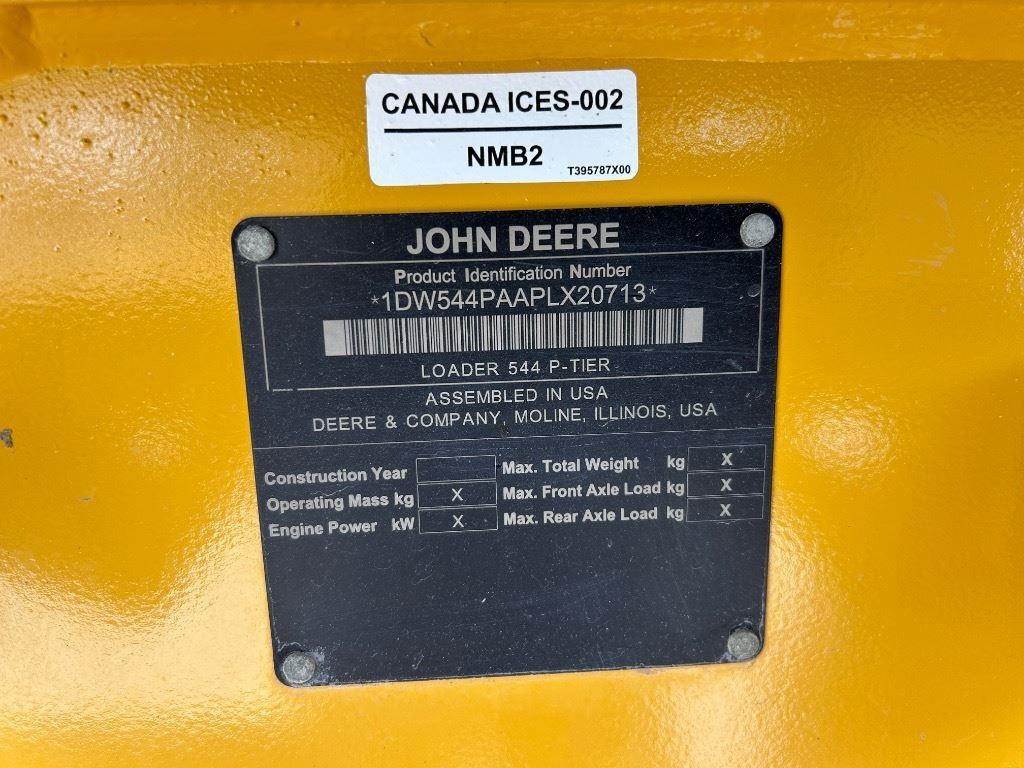 CANADA ICES-002
NMB2
T395787X00
JOHN DEERE
Product Identification Number
*1DW544PAAPLX20713*
LOADER 544 P-TIER
ASSEMBLED IN USA
DEERE & COMPANY, MOLINE, ILLINOIS, USA
Construction Year
Operating Mass kg X
Engine Power kW X
Max. Total Weight kg X
Max. Front Axle Load kg X
Max. Rear Axle Load kg X